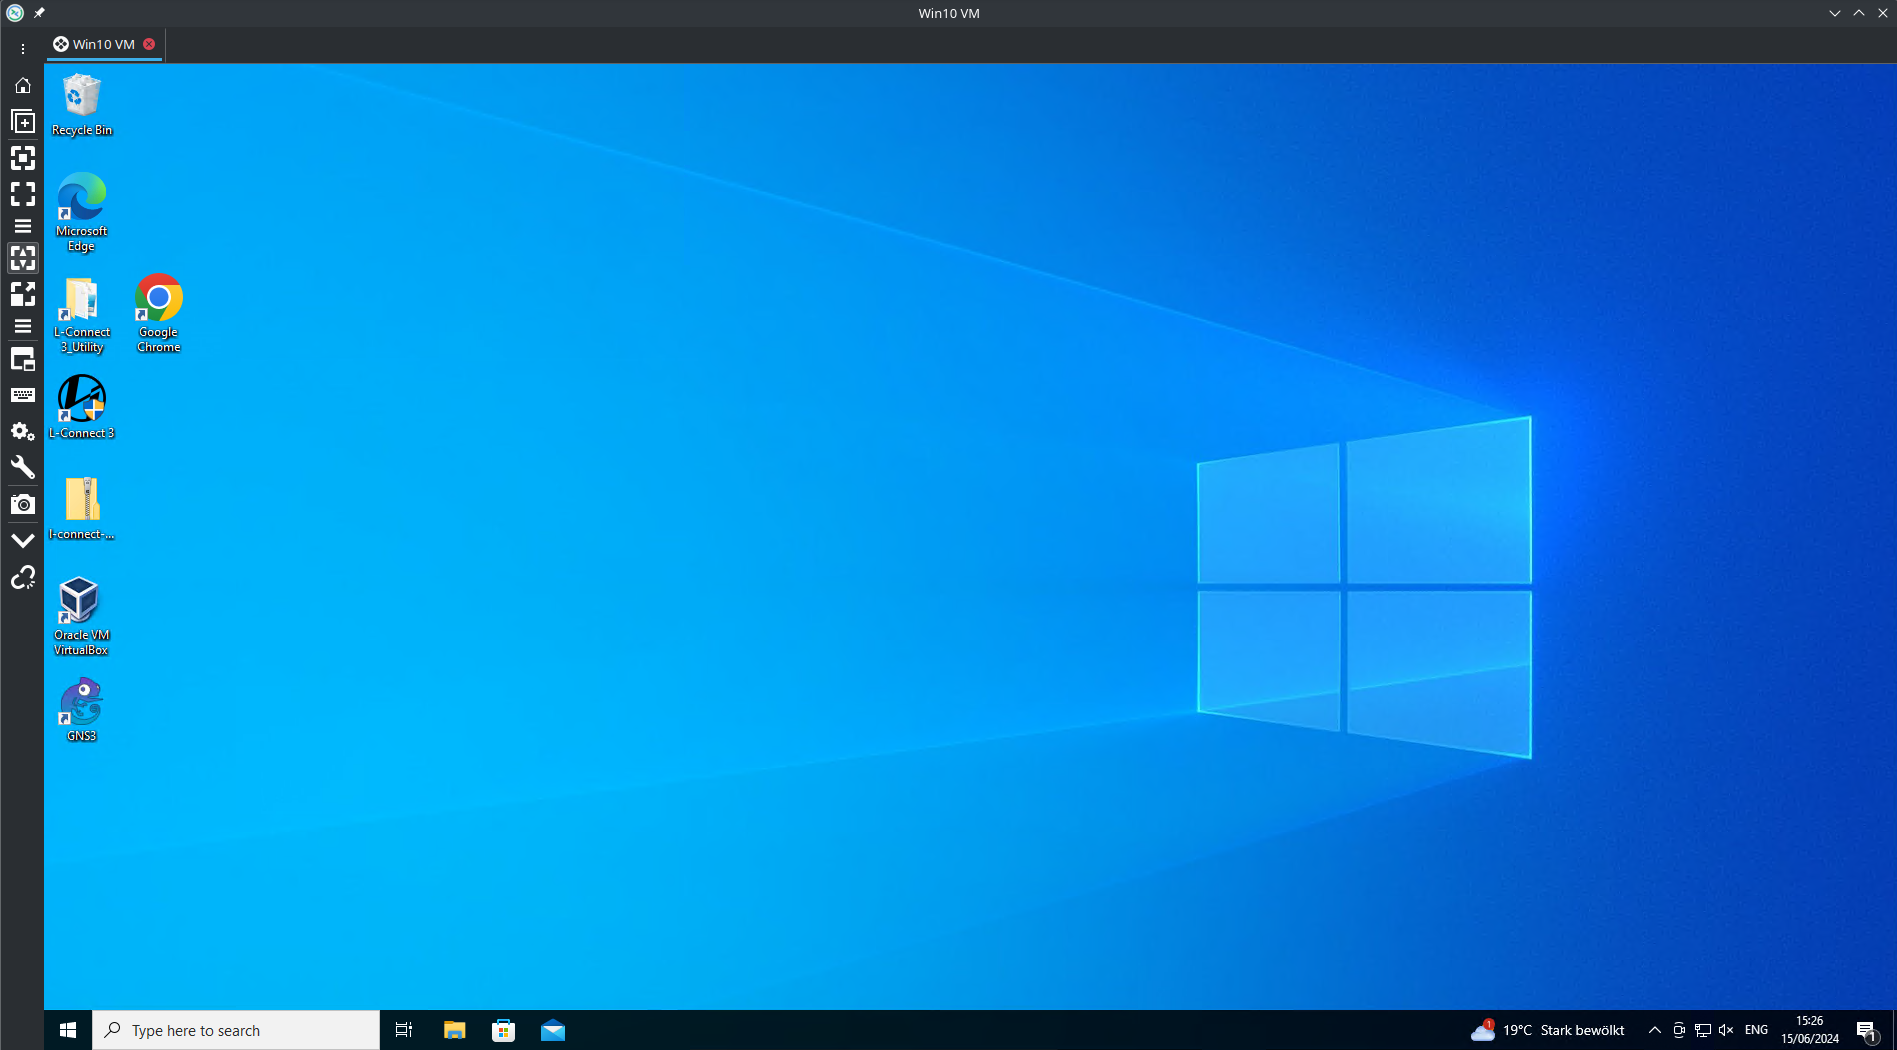 Win10 VM
Win10 VM
Recycle Bin
Microsoft
Edge
L-Connect
3_Utility
Google
Chrome
L-Connect 3
l-connect-...
Oracle VM
VirtualBox
GNS3
Type here to search
1
19°C Stark bewölkt
ENG
15:26
15/06/2024
1